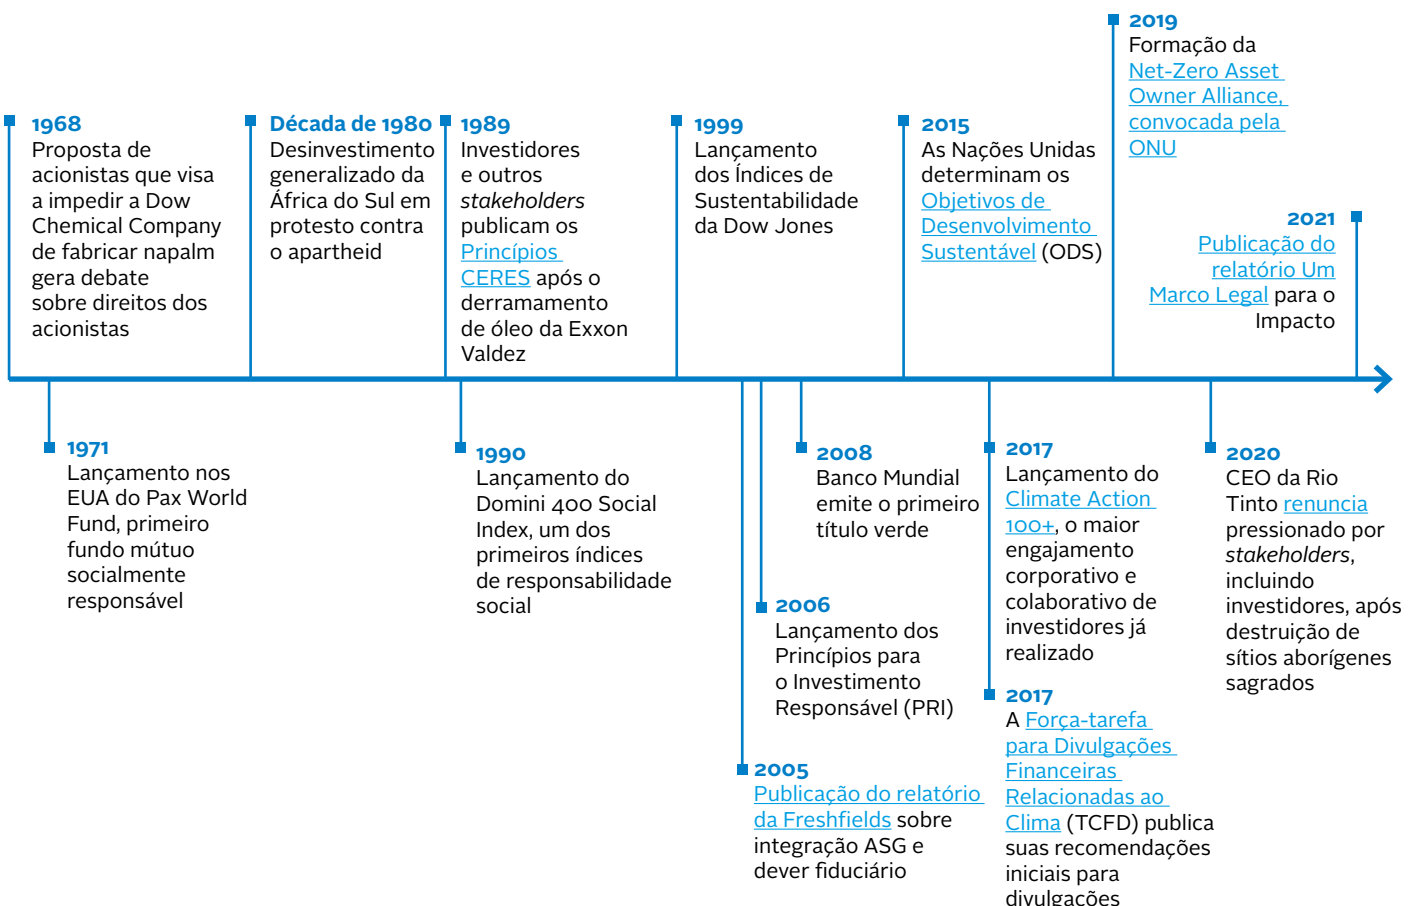 1968
Proposta de
acionistas que visa
a impedir a Dow
Chemical Company
de fabricar napalm
gera debate
sobre direitos dos
acionistas
Década de 1980
Desinvestimento
generalizado da
África do Sul em
protesto contra
o apartheid
1989
Investidores
e outros
stakeholders
publicam os
Princípios
CERES após o
derramamento
de óleo da Exxon
Valdez
1999
Lançamento
dos Índices de
Sustentabilidade
da Dow Jones
2015
As Nações Unidas
determinam os
Objetivos de
Desenvolvimento
Sustentável (ODS)
2019
Formação da
Net-Zero Asset
Owner Alliance,
convocada pela
ONU
2021
Publicação do
relatório Um
Marco Legal para o
Impacto
1971
Lançamento nos
EUA do Pax World
Fund, primeiro
fundo mútuo
socialmente
responsável
1990
Lançamento do
Domini 400 Social
Index, um dos
primeiros índices
de responsabilidade
social
2005
Publicação do relatório
da Freshfields sobre
integração ASG e
dever fiduciário
2006
Lançamento dos
Princípios para
o Investimento
Responsável (PRI)
2008
Banco Mundial
emite o primeiro
título verde
2017
Lançamento do
Climate Action
100+, o maior
engajamento
corporativo e
colaborativo de
investidores já
realizado
2017
A Força-tarefa
para Divulgações
Financeiras
Relacionadas ao
Clima (TCFD) publica
suas recomendações
iniciais para
divulgações
2020
CEO da Rio
Tinto renuncia
pressionado por
stakeholders,
incluindo
investidores, após
destruição de
sítios aborígenes
sagrados